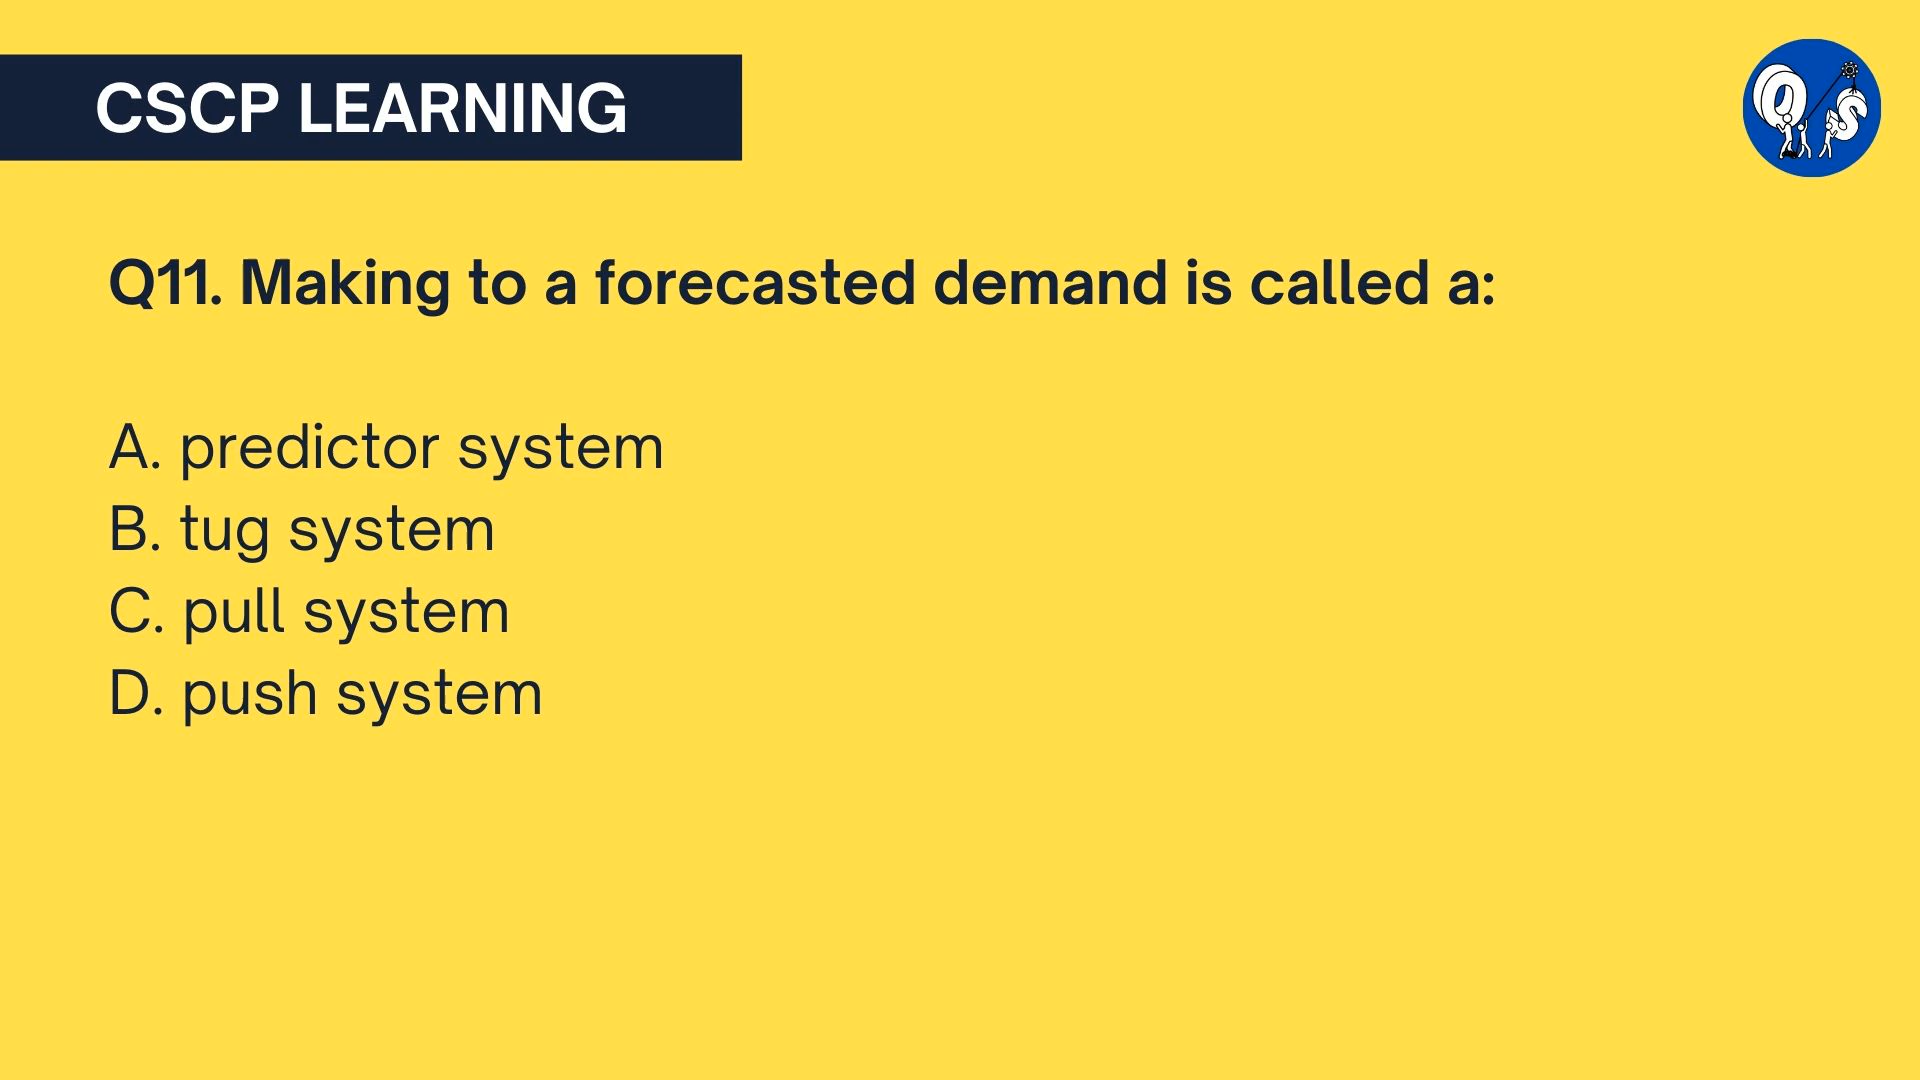 CSCP LEARNING
Q S
Q11. Making to a forecasted demand is called a:
A. predictor system
B. tug system
C. pull system
D. push system